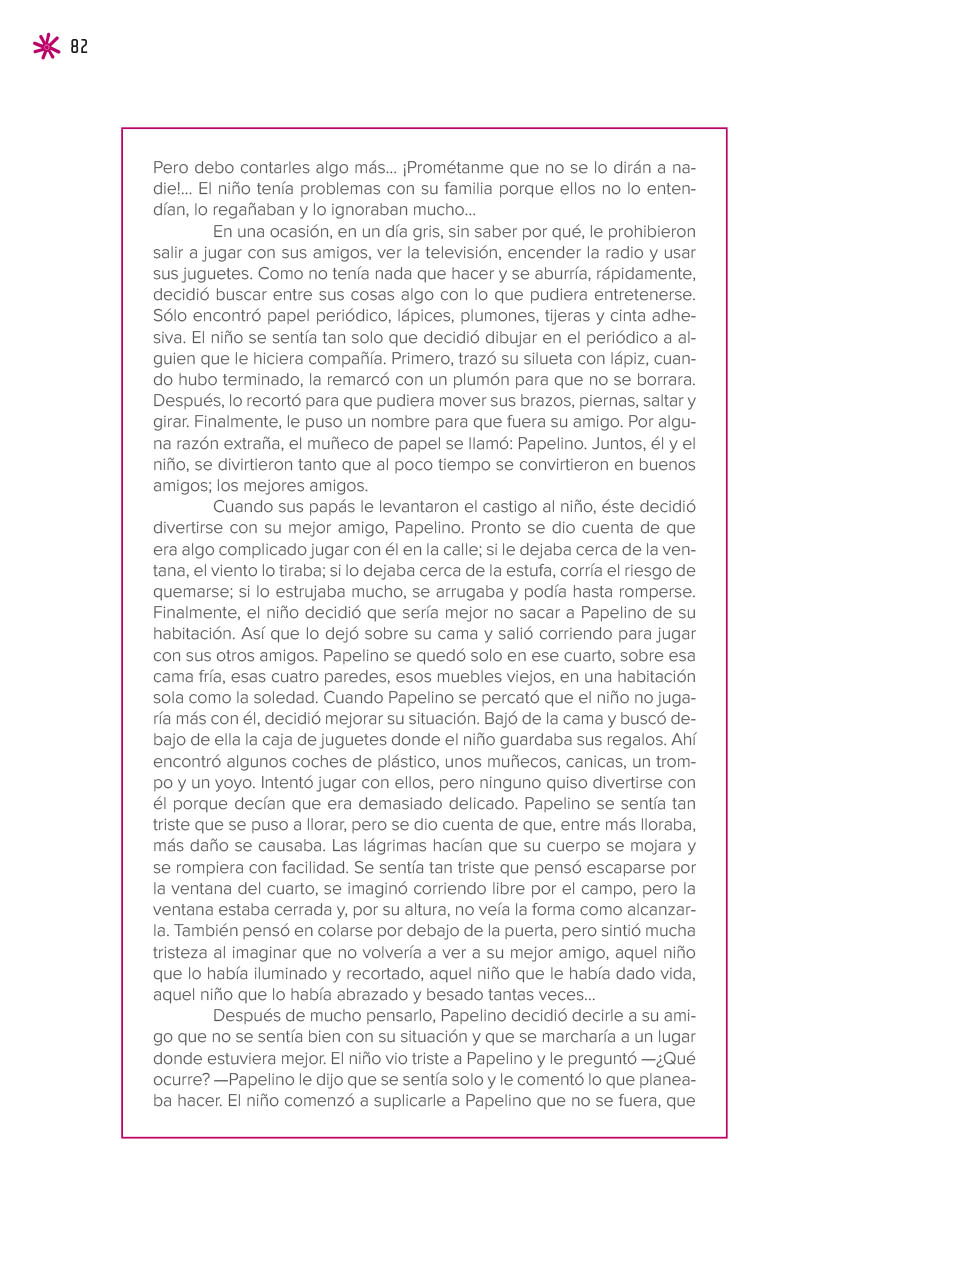 82
Pero debo contarles algo más... ¡Prométanme que no se lo dirán a na-
die!... El niño tenía problemas con su familia porque ellos no lo enten-
dían, lo regañaban y lo ignoraban mucho...
En una ocasión, en un día gris, sin saber por qué, le prohibieron
salir a jugar con sus amigos, ver la televisión, encender la radio y usar
sus juguetes. Como no tenía nada que hacer y se aburría, rápidamente,
decidió buscar entre sus cosas algo con lo que pudiera entretenerse.
Sólo encontró papel periódico, lápices, plumones, tijeras y cinta adhe-
siva. El niño se sentía tan solo que decidió dibujar en el periódico a al-
guien que le hiciera compañía. Primero, trazó su silueta con lápiz, cuan-
do hubo terminado, la remarcó con un plumón para que no se borrara.
Después, lo recortó para que pudiera mover sus brazos, piernas, saltar y
girar. Finalmente, le puso un nombre para que fuera su amigo. Por algu-
na razón extraña, el muñeco de papel se llamó: Papelino. Juntos, él y el
niño, se divirtieron tanto que al poco tiempo se convirtieron en buenos
amigos; los mejores amigos.
Cuando sus papás le levantaron el castigo al niño, éste decidió
divertirse con su mejor amigo, Papelino. Pronto se dio cuenta de que
era algo complicado jugar con él en la calle; si le dejaba cerca de la ven-
tana, el viento lo tiraba; si lo dejaba cerca de la estufa, corría el riesgo de
quemarse; si lo estrujaba mucho, se arrugaba y podía hasta romperse.
Finalmente, el niño decidió que sería mejor no sacar a Papelino de su
habitación. Así que lo dejó sobre su cama y salió corriendo para jugar
con sus otros amigos. Papelino se quedó solo en ese cuarto, sobre esa
cama fría, esas cuatro paredes, esos muebles viejos, en una habitación
sola como la soledad. Cuando Papelino se percató que el niño no juga-
ría más con él, decidió mejorar su situación. Bajó de la cama y buscó de-
bajo de ella la caja de juguetes donde el niño guardaba sus regalos. Ahí
encontró algunos coches de plástico, unos muñecos, canicas, un trom-
po y un yoyo. Intentó jugar con ellos, pero ninguno quiso divertirse con
él porque decían que era demasiado delicado. Papelino se sentía tan
triste que se puso a llorar, pero se dio cuenta de que, entre más lloraba,
más daño se causaba. Las lágrimas hacían que su cuerpo se mojara y
se rompiera con facilidad. Se sentía tan triste que pensó escaparse por
la ventana del cuarto, se imaginó corriendo libre por el campo, pero la
ventana estaba cerrada y, por su altura, no veía la forma como alcanzar-
la. También pensó en colarse por debajo de la puerta, pero sintió mucha
tristeza al imaginar que no volvería a ver a su mejor amigo, aquel niño
que lo había iluminado y recortado, aquel niño que le había dado vida,
aquel niño que lo había abrazado y besado tantas veces...
Después de mucho pensarlo, Papelino decidió decirle a su ami-
go que no se sentía bien con su situación y que se marcharía a un lugar
donde estuviera mejor. El niño vio triste a Papelino y le preguntó —¿Qué
ocurre? —Papelino le dijo que se sentía solo y le comentó lo que planea-
ba hacer. El niño comenzó a suplicarle a Papelino que no se fuera, que